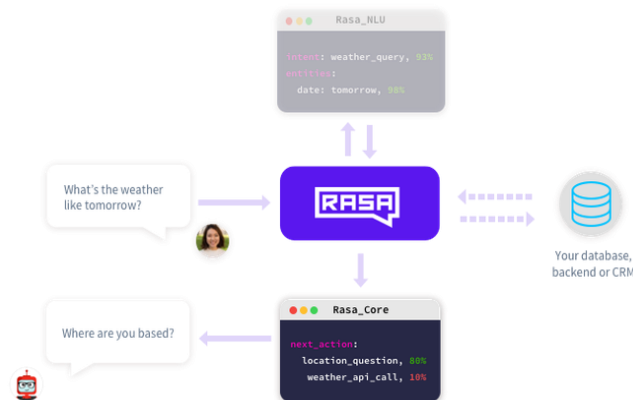 Rasa_NLU
intent: weather_query, 93%
entities:
date: tomorrow, 98%
What's the weather
like tomorrow?
RASA
Your database,
backend or CRM
Rasa_Core
Where are you based?
next_action:
location_question, 80%
weather_api_call, 10%